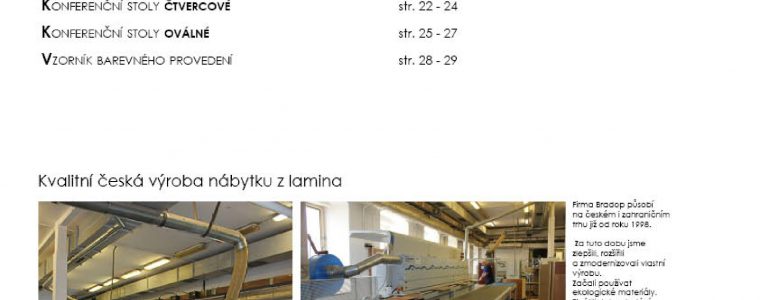 Konferenční stoly čtvercové str. 22 - 24
Konferenční stoly oválné str. 25 - 27
Vzorník barevného provedení str. 28 - 29
Kvalitní česká výroba nábytku z lamina
Firma Bradop působí
na českém i zahraničním
trhu již od roku 1998.
Za tuto dobu jsme
zlepšili, rozšířili
a zmodernizovali vlastní
výrobu.
Začali používat
ekologické materiály.